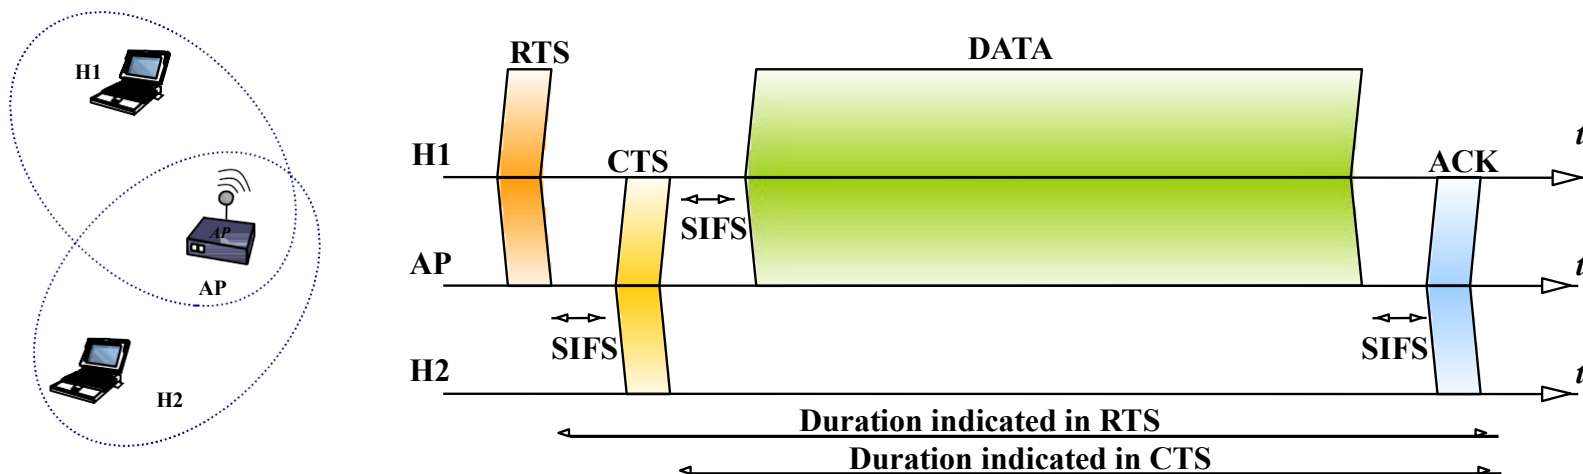 H1
AP
AP
H2
RTS
DATA
H1
CTS
ACK
t
SIFS
AP
t
SIFS
SIFS
H2
t
Duration indicated in RTS
Duration indicated in CTS